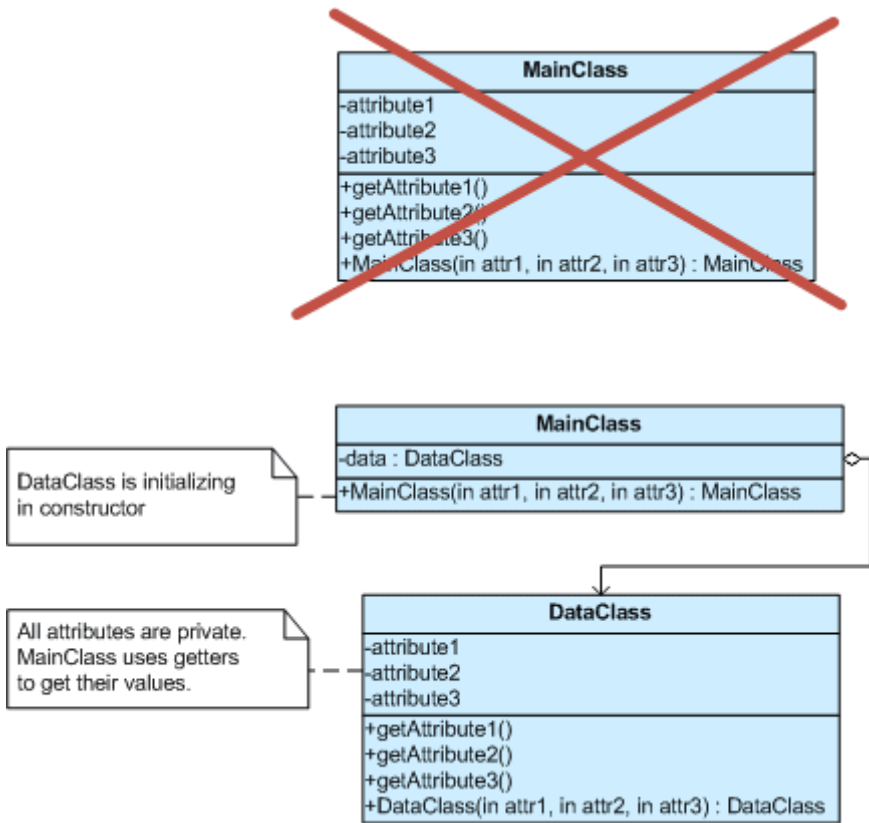 MainClass
-attribute1
-attribute2
-attribute3
+getAttribute1()
+getAttribute2()
+getAttribute3()
+MainClass(in attr1, in attr2, in attr3) : MainClass
MainClass
-data : DataClass
+MainClass(in attr1, in attr2, in attr3) : MainClass
DataClass is initializing
in constructor
All attributes are private.
MainClass uses getters
to get their values.
DataClass
-attribute1
-attribute2
-attribute3
+getAttribute1()
+getAttribute2()
+getAttribute3()
+DataClass(in attr1, in attr2, in attr3) : DataClass